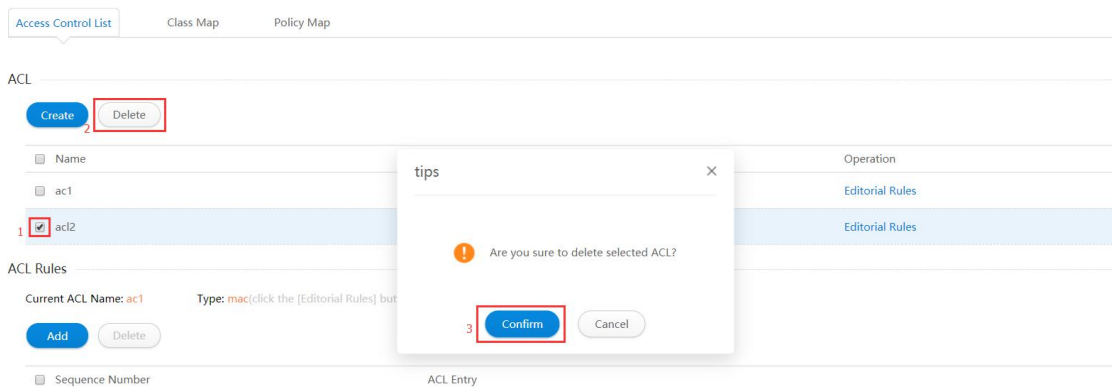 Access Control List Class Map Policy Map
ACL
Create Delete
2
Name Operation
tips
ac1 Editorial Rules
1 acl2 Editorial Rules
Are you sure to delete selected ACL?
ACL Rules
Current ACL Name: ac1 Type: mac(click the [Editorial Rules] but
3 Confirm Cancel
Add Delete
Sequence Number ACL Entry